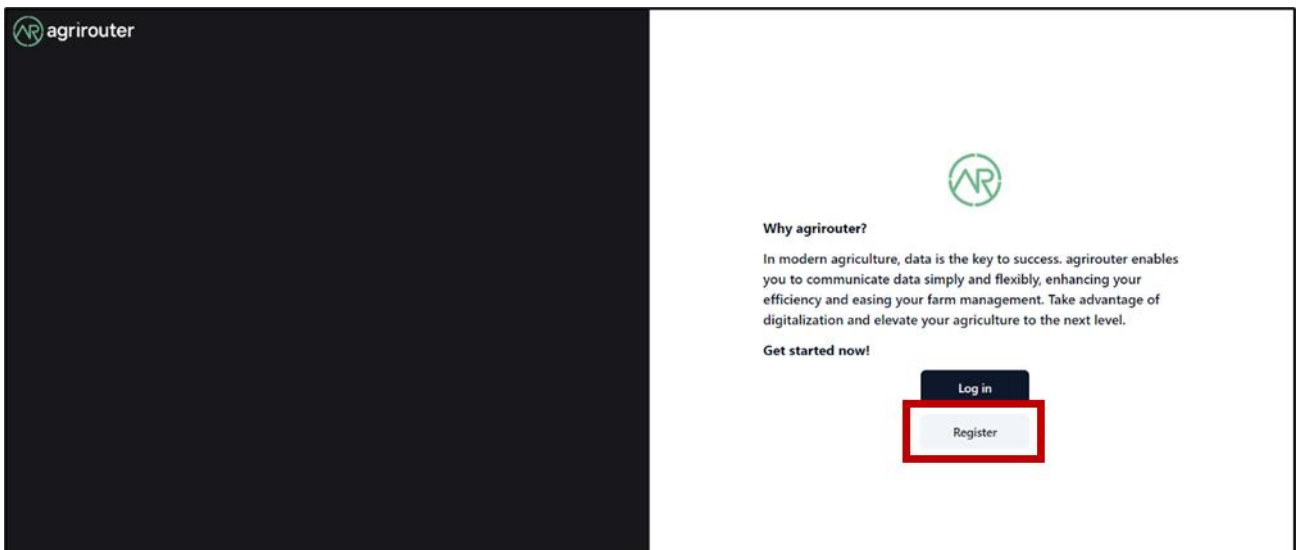 agrirouter
AR
Why agrirouter?
In modern agriculture, data is the key to success. agrirouter enables
you to communicate data simply and flexibly, enhancing your
efficiency and easing your farm management. Take advantage of
digitalization and elevate your agriculture to the next level.
Get started now!
Log in
Register